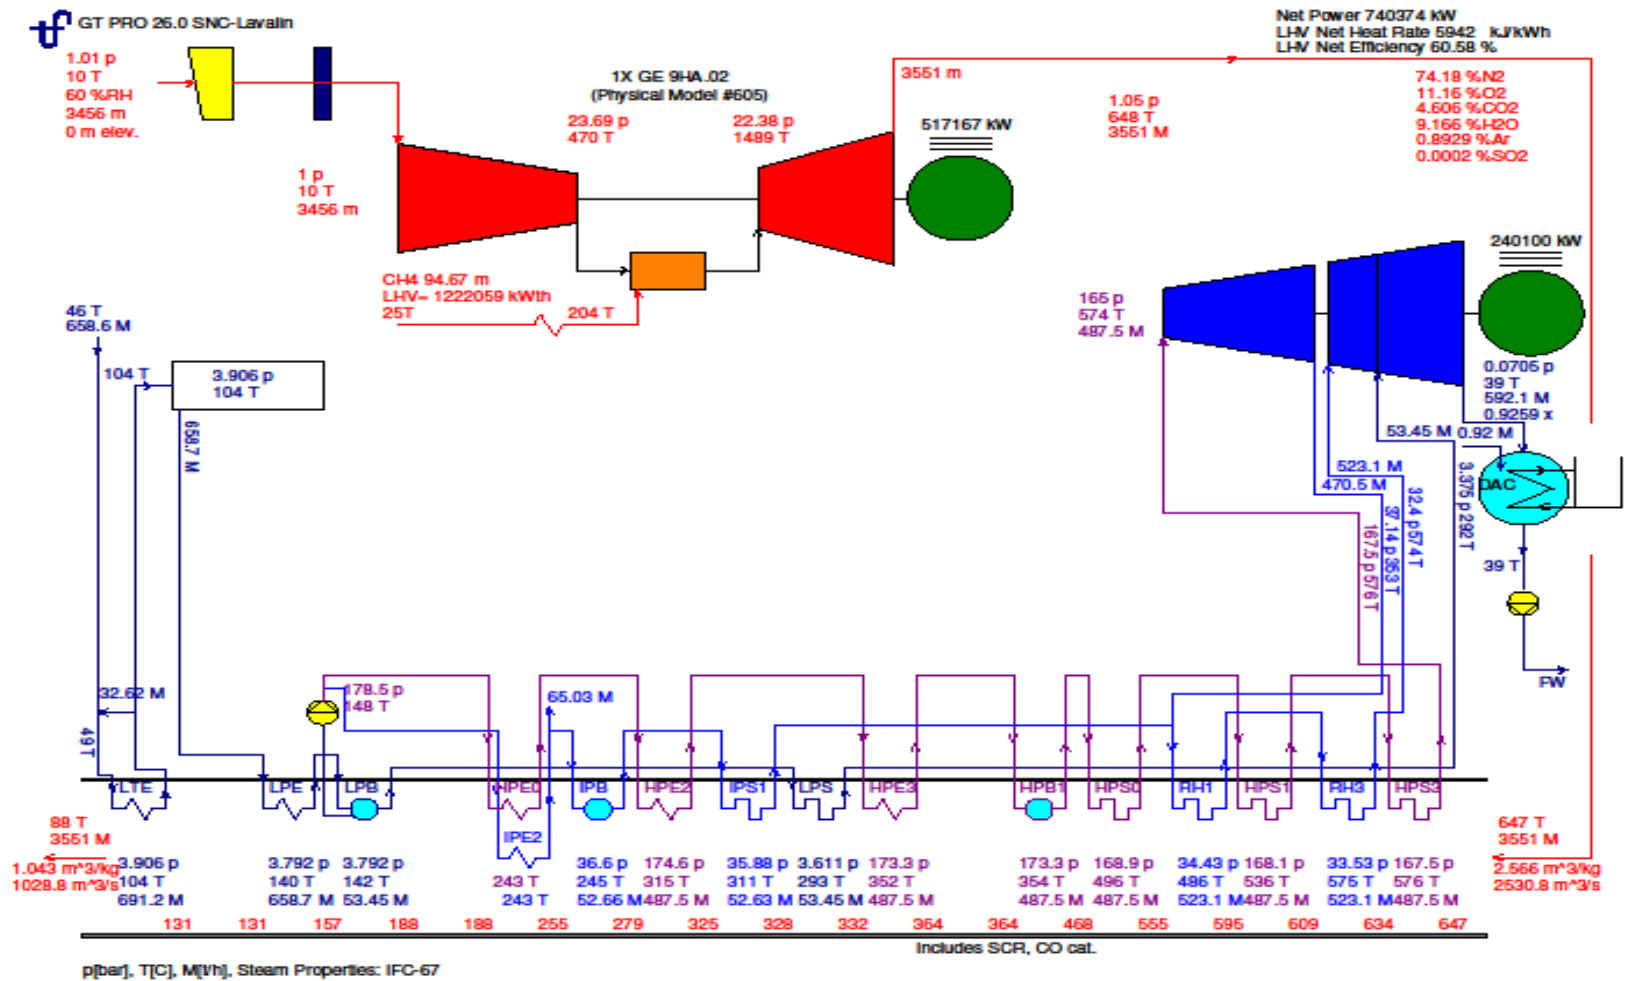 GT PRO 26.0 SNC-Lavalin
Net Power 740374 kW
LHV Net Heat Rate 5942 kJ/kWh
LHV Net Efficiency 60.58 %
1.01 p
10 T
60 %RH
3456 m
0 m elev.
1X GE 9HA.02
(Physical Model #605)
3551 m
74.18 %N2
11.16 %O2
4.606 %CO2
9.166 %H2O
0.8929 %Ar
0.0002 %SO2
1.05 p
648 T
3551 M
23.69 p
470 T
22.38 p
1489 T
517167 kW
1 p
10 T
3456 m
240100 kW
CH4 94.67 m
LHV= 1222059 kWth
25T
204 T
165 p
574 T
487.5 M
46 T
658.6 M
104 T
3.906 p
104 T
0.0705 p
39 T
592.1 M
0.9259 x
658.7 M
53.45 M
0.92 M
523.1 M
470.5 M
DAC
3.375 p 292 T
32.4 p 574 T
37.14 p 353 T
167.5 p 576 T
39 T
FW
32.62 M
178.5 p
148 T
65.03 M
49 T
LTE
LPE
LPB
HPE0
IPB
HPE2
IPS1
LPS
HPE3
HPB1
HPS0
RH1
HPS1
RH3
HPS3
IPE2
88 T
3551 M
1.043 m^3/kg
1028.8 m^3/s
647 T
3551 M
2.566 m^3/kg
2530.8 m^3/s
3.906 p
104 T
691.2 M
3.792 p
140 T
658.7 M
3.792 p
142 T
53.45 M
243 T
243 T
36.6 p
245 T
52.66 M
174.6 p
315 T
487.5 M
35.88 p
311 T
52.63 M
3.611 p
293 T
53.45 M
173.3 p
352 T
487.5 M
173.3 p
354 T
487.5 M
168.9 p
496 T
487.5 M
34.43 p
486 T
523.1 M
168.1 p
536 T
487.5 M
33.53 p
575 T
523.1 M
167.5 p
576 T
487.5 M
131 131 157 188 188 255 279 325 328 332 364 364 468 555 595 609 634 647
Includes SCR, CO cat.
p[bar], T[C], M[t/h], Steam Properties: IFC-67